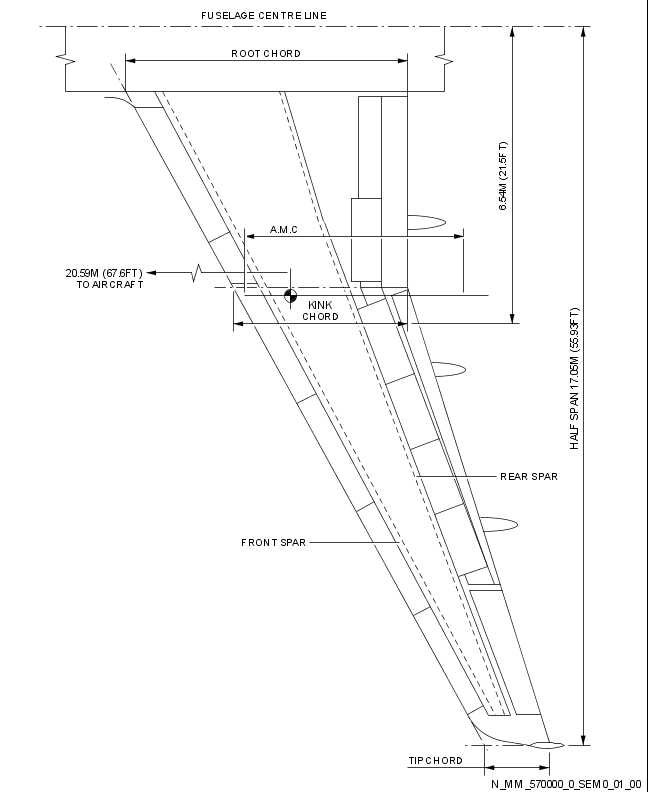 FUSELAGE CENTRE LINE
ROOT CHORD
6.54M (21.5FT)
A.M.C
20.59M (67.6FT)
TO AIRCRAFT
KINK
CHORD
HALF SPAN 17.05M (55.93FT)
REAR SPAR
FRONT SPAR
TIP CHORD
N_MM_570000_0_SEM0_01_00